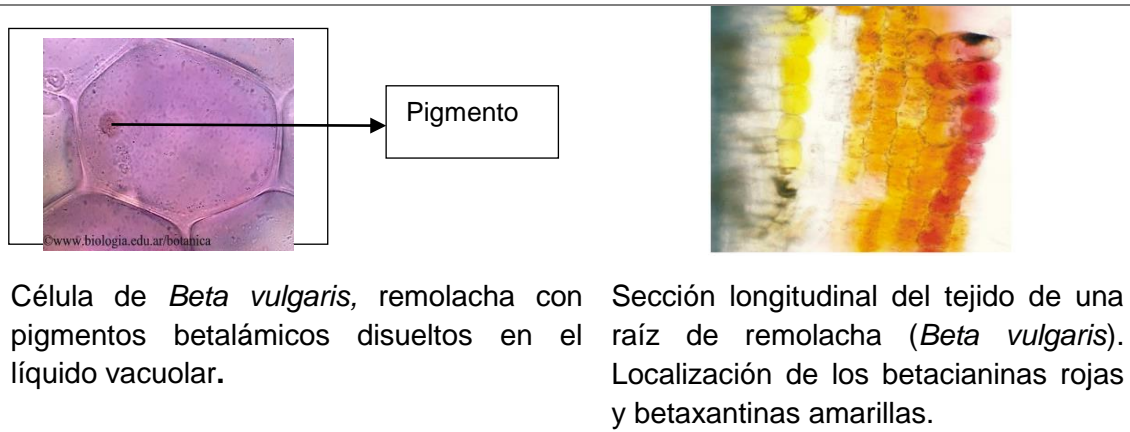 Pigmento
©www.biologia.edu.ar/botanica
Célula de Beta vulgaris, remolacha con
pigmentos betalámicos disueltos en el
líquido vacuolar.
Sección longitudinal del tejido de una
raíz de remolacha (Beta vulgaris).
Localización de los betacianinas rojas
y betaxantinas amarillas.